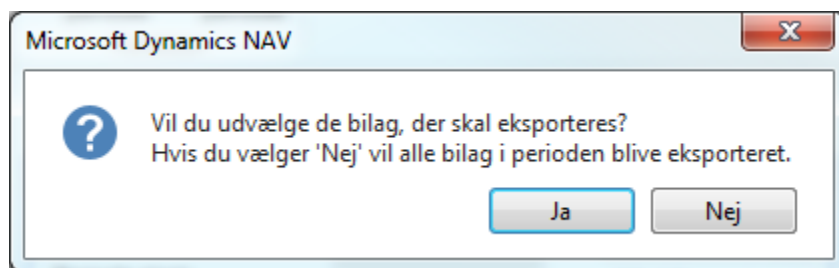 Microsoft Dynamics NAV
Vil du udvælge de bilag, der skal eksporteres?
Hvis du vælger 'Nej' vil alle bilag i perioden blive eksporteret.
Ja
Nej